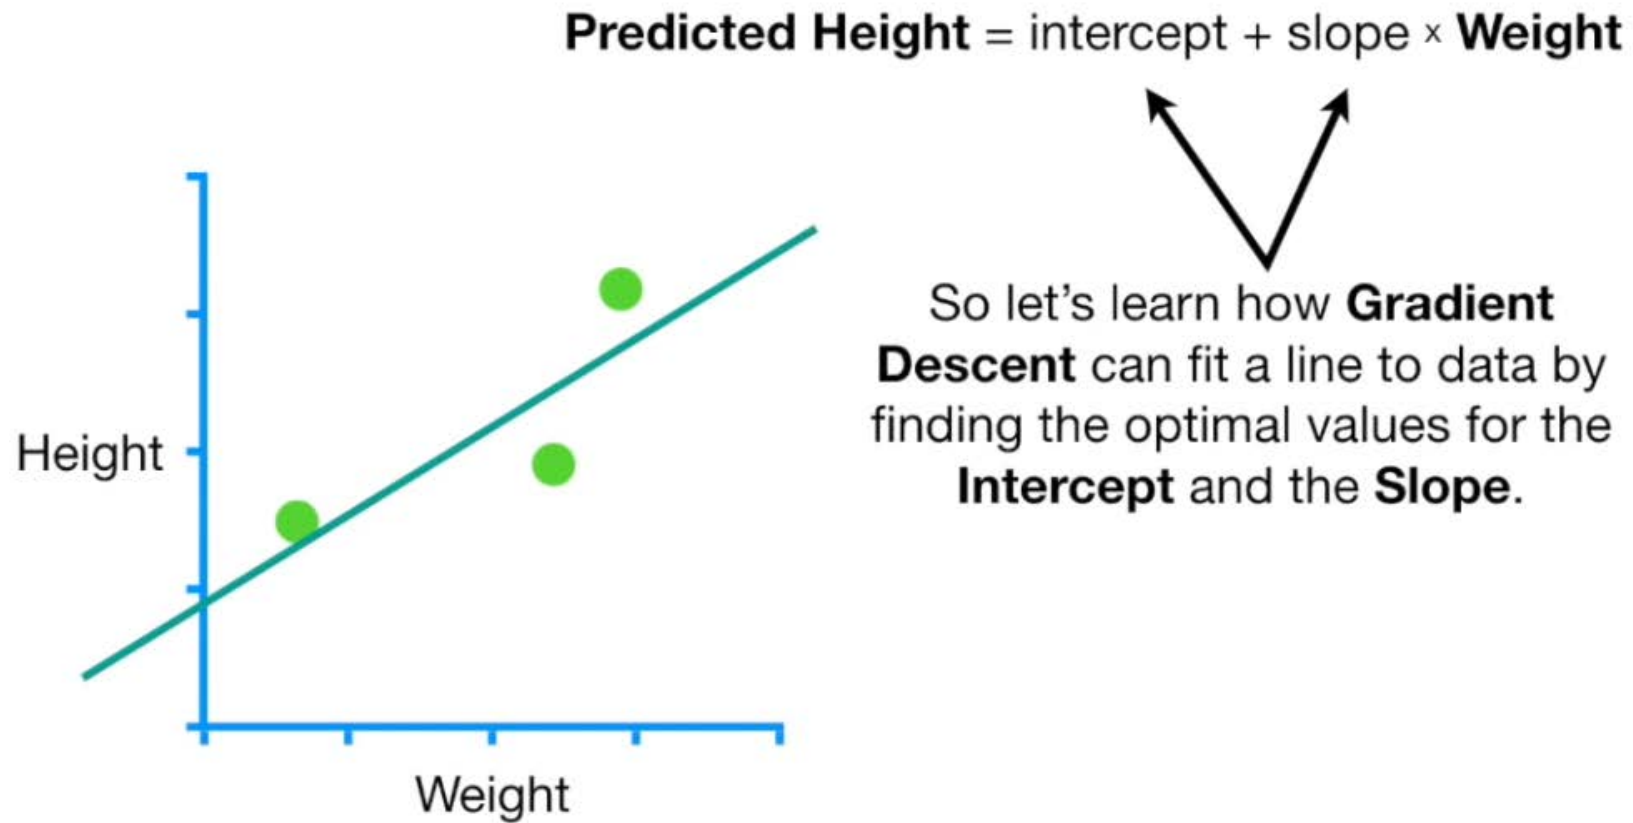 Predicted Height = intercept + slope × Weight
So let's learn how Gradient
Descent can fit a line to data by
finding the optimal values for the
Intercept and the Slope.
Height
Weight